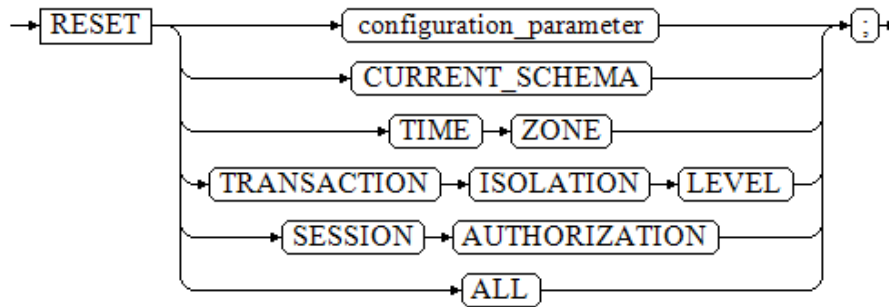 RESET configuration_parameter ;
CURRENT_SCHEMA
TIME ZONE
TRANSACTION ISOLATION LEVEL
SESSION AUTHORIZATION
ALL